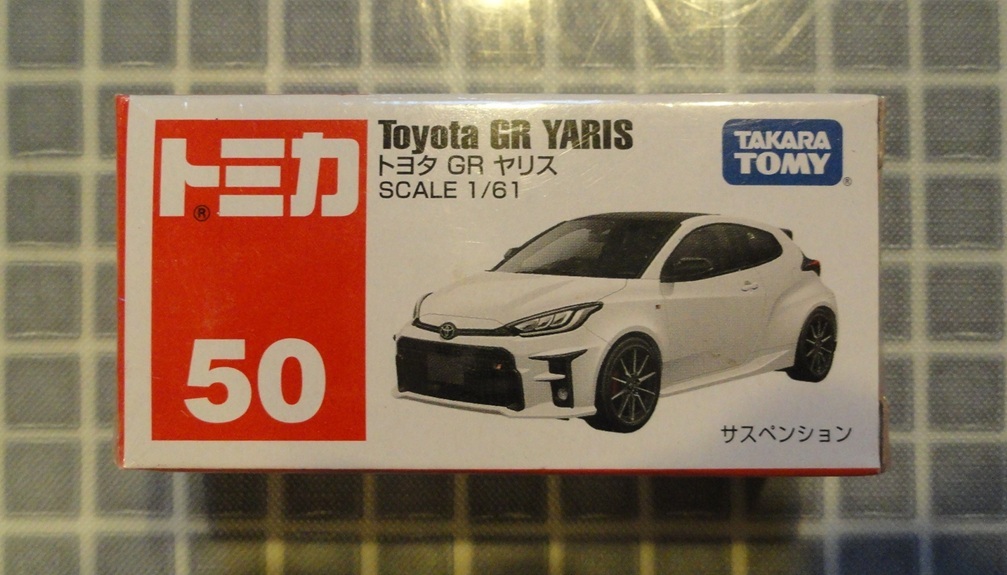 トミカ
®
50
Toyota GR YARIS
トヨタ GR ヤリス
SCALE 1/61
TAKARA
TOMY®
サスペンション